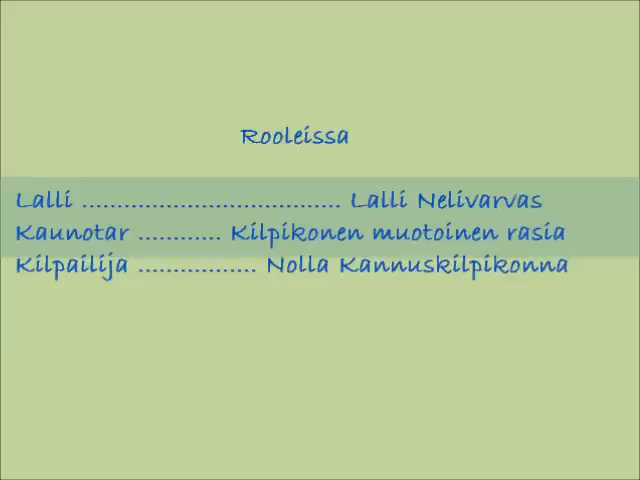 Rooleissa
Lalli ..................................... Lalli Nelivarvas
Kaunotar ............ Kilpikonen muotoinen rasia
Kilpailija ................. Nolla Kannuskilpikonna